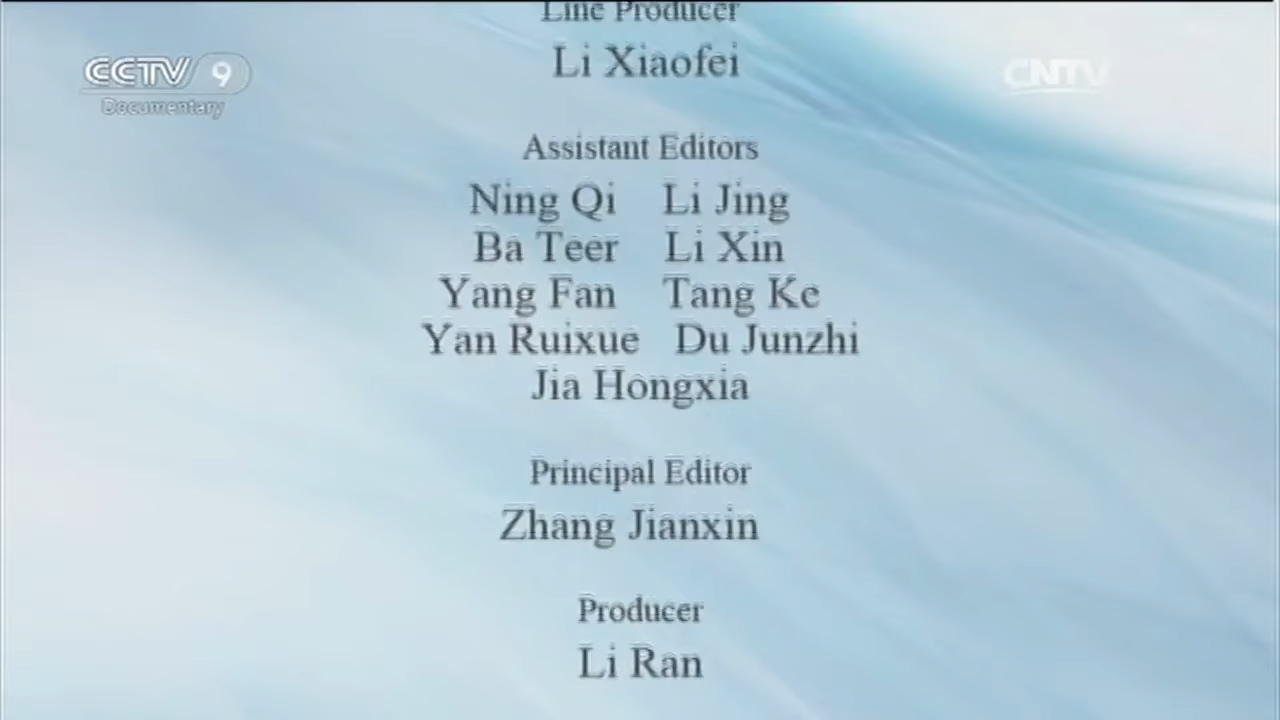 Line Producer
CCTV 9
Documentary
CNTV
Li Xiaofei
Assistant Editors
Ning Qi Li Jing
Ba Teer Li Xin
Yang Fan Tang Ke
Yan Ruixue Du Junzhi
Jia Hongxia
Principal Editor
Zhang Jianxin
Producer
Li Ran